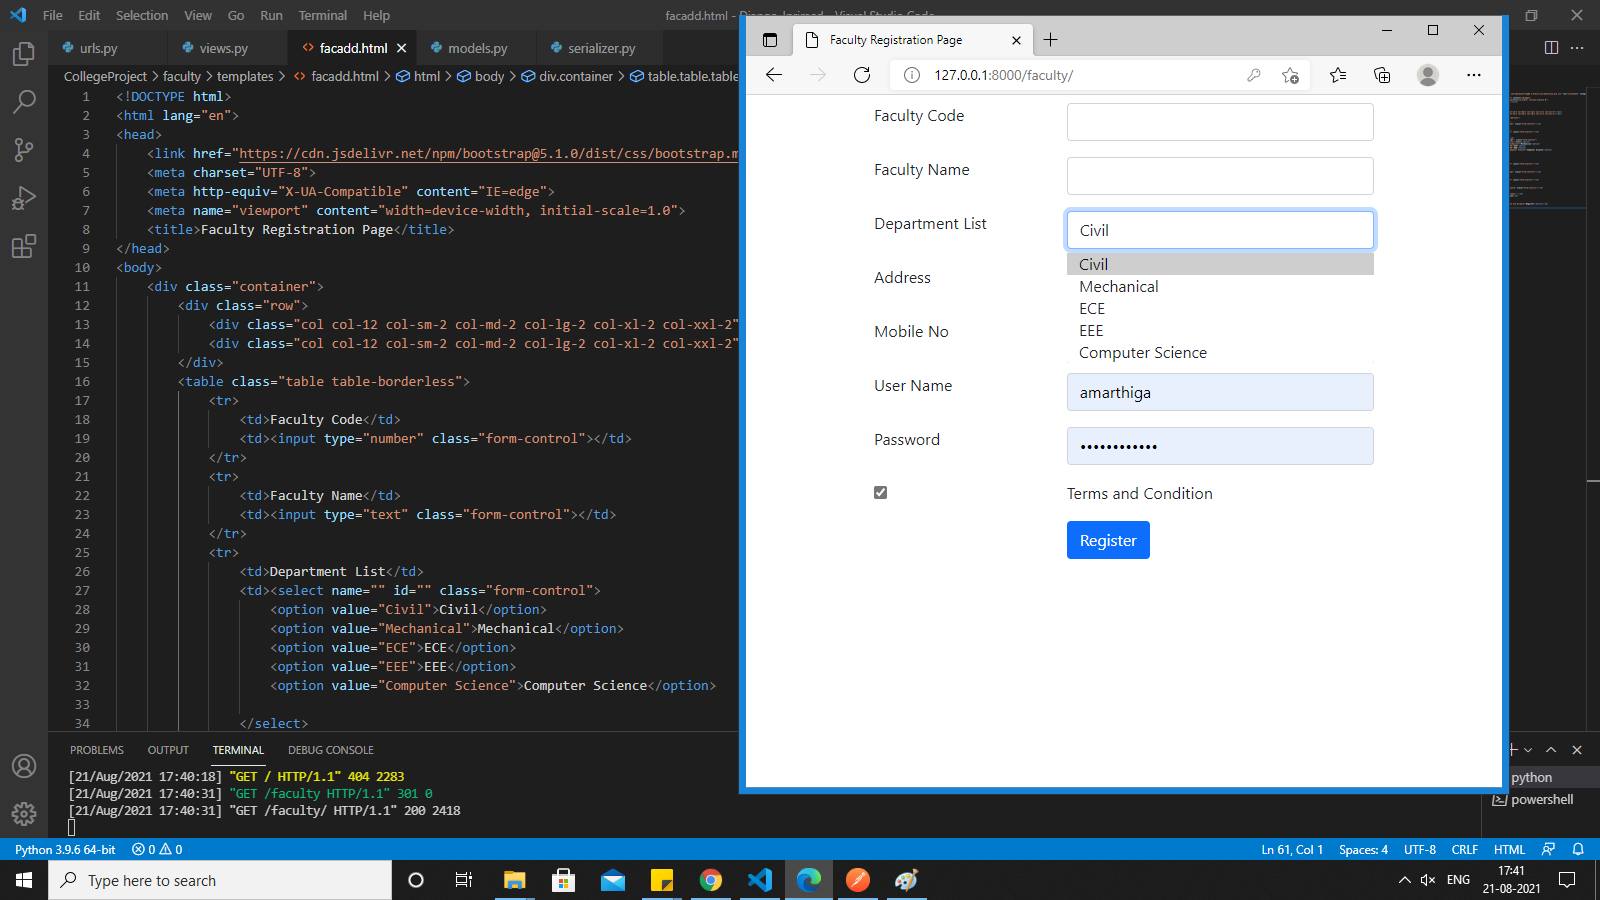 File Edit Selection View Go Run Terminal Help
urls.py views.py facadd.html models.py serializer.py
CollegeProject > faculty > templates > facadd.html > html > body > div.container > table.table.table
1 <!DOCTYPE html>
2 <html lang="en">
3 <head>
4 <link href="https://cdn.jsdelivr.net/npm/bootstrap@5.1.0/dist/css/bootstrap.m
5 <meta charset="UTF-8">
6 <meta http-equiv="X-UA-Compatible" content="IE=edge">
7 <meta name="viewport" content="width=device-width, initial-scale=1.0">
8 <title>Faculty Registration Page</title>
9 </head>
10 <body>
11 <div class="container">
12 <div class="row">
13 <div class="col col-12 col-sm-2 col-md-2 col-lg-2 col-xl-2 col-xxl-2"
14 <div class="col col-12 col-sm-2 col-md-2 col-lg-2 col-xl-2 col-xxl-2"
15 </div>
16 <table class="table table-borderless">
17 <tr>
18 <td>Faculty Code</td>
19 <td><input type="number" class="form-control"></td>
20 </tr>
21 <tr>
22 <td>Faculty Name</td>
23 <td><input type="text" class="form-control"></td>
24 </tr>
25 <tr>
26 <td>Department List</td>
27 <td><select name="" id="" class="form-control">
28 <option value="Civil">Civil</option>
29 <option value="Mechanical">Mechanical</option>
30 <option value="ECE">ECE</option>
31 <option value="EEE">EEE</option>
32 <option value="Computer Science">Computer Science</option>
33
34 </select>
PROBLEMS OUTPUT TERMINAL DEBUG CONSOLE
[21/Aug/2021 17:40:18] "GET / HTTP/1.1" 404 2283
[21/Aug/2021 17:40:31] "GET /faculty HTTP/1.1" 301 0
[21/Aug/2021 17:40:31] "GET /faculty/ HTTP/1.1" 200 2418
python
powershell
Faculty Registration Page
127.0.0.1:8000/faculty/
Faculty Code
Faculty Name
Department List Civil
Civil
Mechanical
ECE
EEE
Computer Science
Address
Mobile No
User Name amarthiga
Password ••••••••••••
Terms and Condition
Register
Python 3.9.6 64-bit 0 0 Ln 61, Col 1 Spaces: 4 UTF-8 CRLF HTML
Type here to search
ENG 17:41
21-08-2021